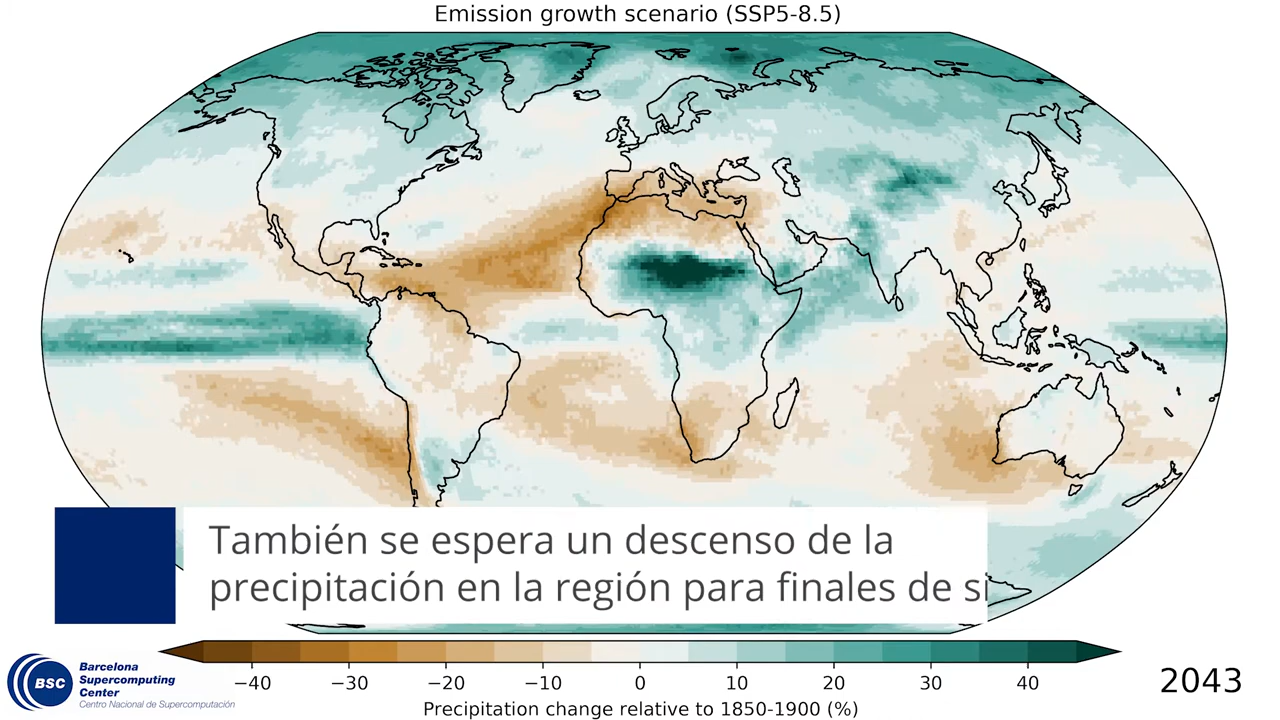 Emission growth scenario (SSP5-8.5)
También se espera un descenso de la
precipitación en la región para finales de si
−40 −30 −20 −10 0 10 20 30 40
Precipitation change relative to 1850-1900 (%)
2043
BSC
Barcelona
Supercomputing
Center
Centro Nacional de Supercomputación